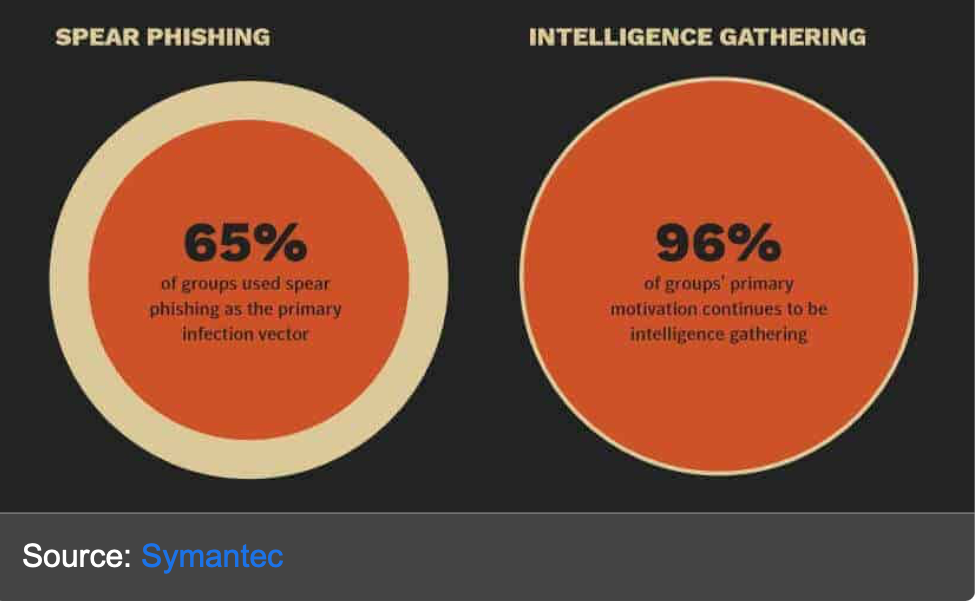 SPEAR PHISHING
65%
of groups used spear
phishing as the primary
infection vector
INTELLIGENCE GATHERING
96%
of groups' primary
motivation continues to be
intelligence gathering
Source: Symantec